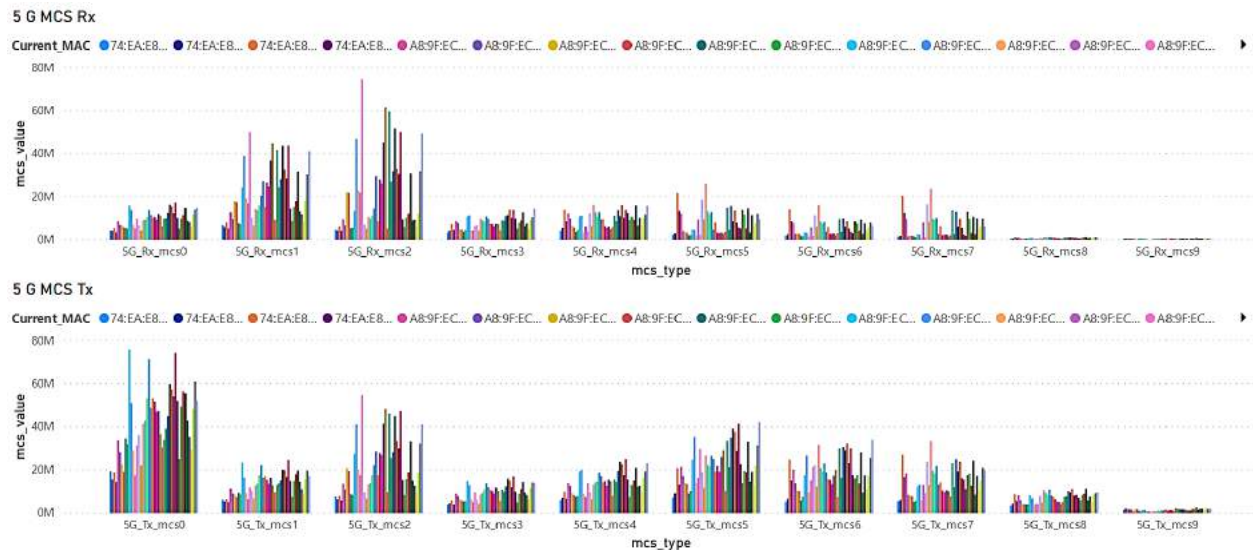 5 G MCS Rx
Current_MAC 74:EA:E8... 74:EA:E8... 74:EA:E8... 74:EA:E8... A8:9F:EC... A8:9F:EC... A8:9F:EC... A8:9F:EC... A8:9F:EC... A8:9F:EC... A8:9F:EC... A8:9F:EC... A8:9F:EC... A8:9F:EC... A8:9F:EC...
80M
60M
40M
20M
0M
mcs_value
5G_Rx_mcs0 5G_Rx_mcs1 5G_Rx_mcs2 5G_Rx_mcs3 5G_Rx_mcs4 5G_Rx_mcs5 5G_Rx_mcs6 5G_Rx_mcs7 5G_Rx_mcs8 5G_Rx_mcs9
mcs_type
5 G MCS Tx
Current_MAC 74:EA:E8... 74:EA:E8... 74:EA:E8... 74:EA:E8... A8:9F:EC... A8:9F:EC... A8:9F:EC... A8:9F:EC... A8:9F:EC... A8:9F:EC... A8:9F:EC... A8:9F:EC... A8:9F:EC... A8:9F:EC... A8:9F:EC...
80M
60M
40M
20M
0M
mcs_value
5G_Tx_mcs0 5G_Tx_mcs1 5G_Tx_mcs2 5G_Tx_mcs3 5G_Tx_mcs4 5G_Tx_mcs5 5G_Tx_mcs6 5G_Tx_mcs7 5G_Tx_mcs8 5G_Tx_mcs9
mcs_type